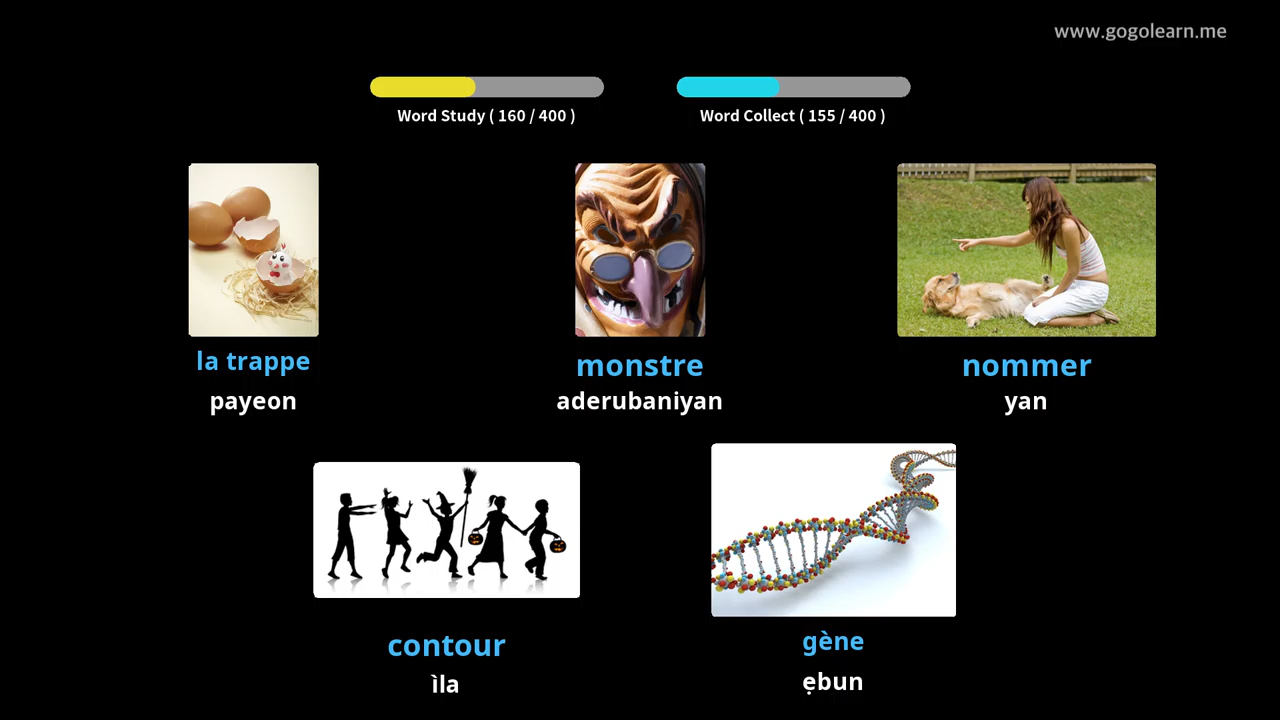 www.gogolearn.me
Word Study ( 160 / 400 )
Word Collect ( 155 / 400 )
la trappe
payeon
monstre
aderubaniyan
nommer
yan
contour
ìla
gène
ẹbun